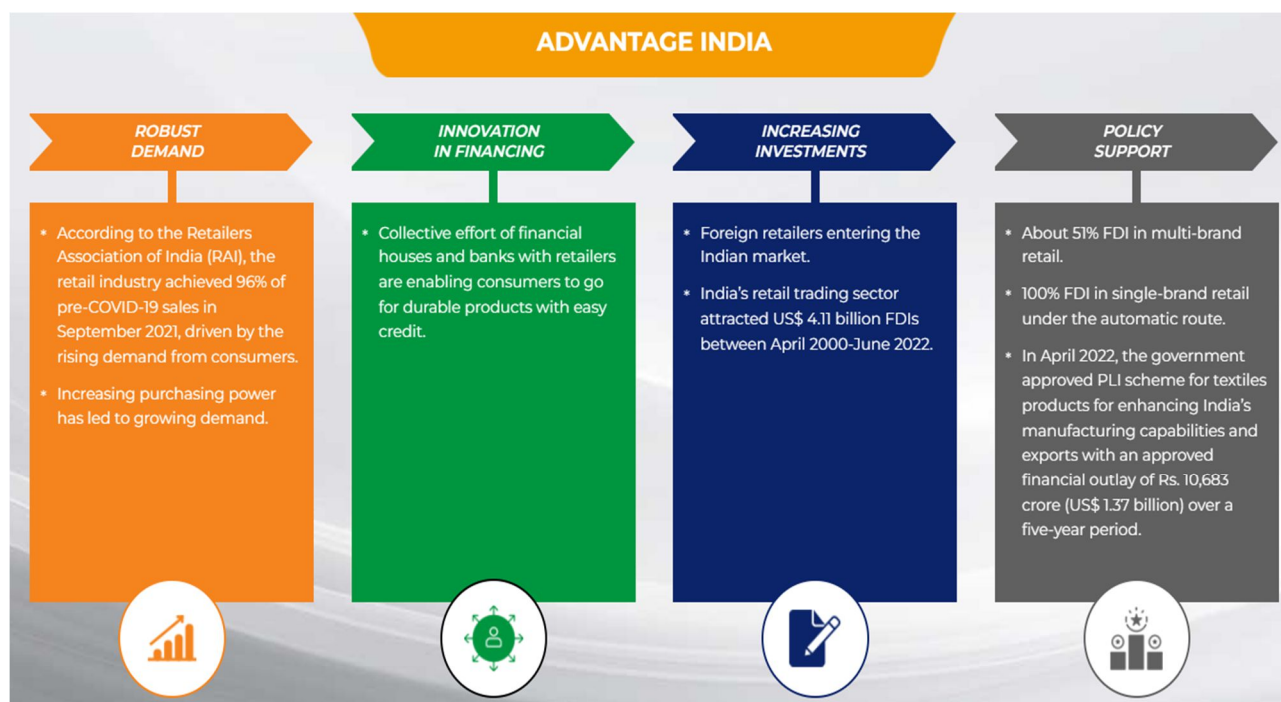 ADVANTAGE INDIA
ROBUST
DEMAND
* According to the Retailers
Association of India (RAI), the
retail industry achieved 96% of
pre-COVID-19 sales in
September 2021, driven by the
rising demand from consumers.
* Increasing purchasing power
has led to growing demand.
INNOVATION
IN FINANCING
* Collective effort of financial
houses and banks with retailers
are enabling consumers to go
for durable products with easy
credit.
INCREASING
INVESTMENTS
* Foreign retailers entering the
Indian market.
* India's retail trading sector
attracted US$ 4.11 billion FDIs
between April 2000-June 2022.
POLICY
SUPPORT
* About 51% FDI in multi-brand
retail.
* 100% FDI in single-brand retail
under the automatic route.
* In April 2022, the government
approved PLI scheme for textiles
products for enhancing India's
manufacturing capabilities and
exports with an approved
financial outlay of Rs. 10,683
crore (US$ 1.37 billion) over a
five-year period.